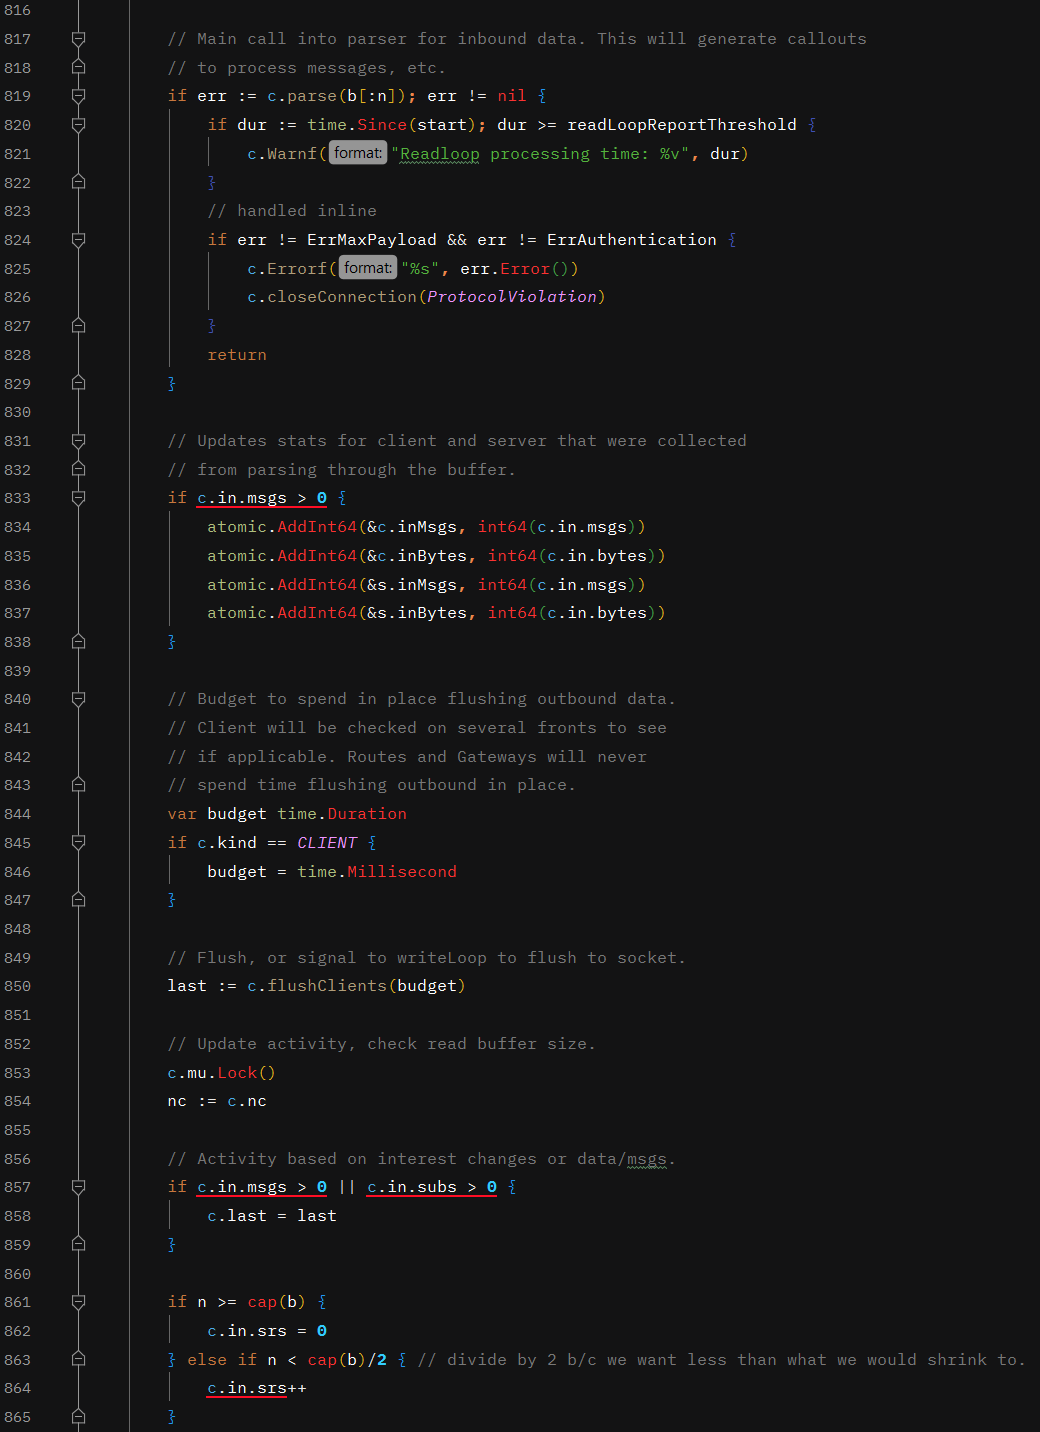 816
817 // Main call into parser for inbound data. This will generate callouts
818 // to process messages, etc.
819 if err := c.parse(b[:n]); err != nil {
820 if dur := time.Since(start); dur >= readLoopReportThreshold {
821 c.Warnf( format: "Readloop processing time: %v", dur)
822 }
823 // handled inline
824 if err != ErrMaxPayload && err != ErrAuthentication {
825 c.Errorf( format: "%s", err.Error())
826 c.closeConnection(ProtocolViolation)
827 }
828 return
829 }
830
831 // Updates stats for client and server that were collected
832 // from parsing through the buffer.
833 if c.in.msgs > 0 {
834 atomic.AddInt64(&c.inMsgs, int64(c.in.msgs))
835 atomic.AddInt64(&c.inBytes, int64(c.in.bytes))
836 atomic.AddInt64(&s.inMsgs, int64(c.in.msgs))
837 atomic.AddInt64(&s.inBytes, int64(c.in.bytes))
838 }
839
840 // Budget to spend in place flushing outbound data.
841 // Client will be checked on several fronts to see
842 // if applicable. Routes and Gateways will never
843 // spend time flushing outbound in place.
844 var budget time.Duration
845 if c.kind == CLIENT {
846 budget = time.Millisecond
847 }
848
849 // Flush, or signal to writeLoop to flush to socket.
850 last := c.flushClients(budget)
851
852 // Update activity, check read buffer size.
853 c.mu.Lock()
854 nc := c.nc
855
856 // Activity based on interest changes or data/msgs.
857 if c.in.msgs > 0 || c.in.subs > 0 {
858 c.last = last
859 }
860
861 if n >= cap(b) {
862 c.in.srs = 0
863 } else if n < cap(b)/2 { // divide by 2 b/c we want less than what we would shrink to.
864 c.in.srs++
865 }